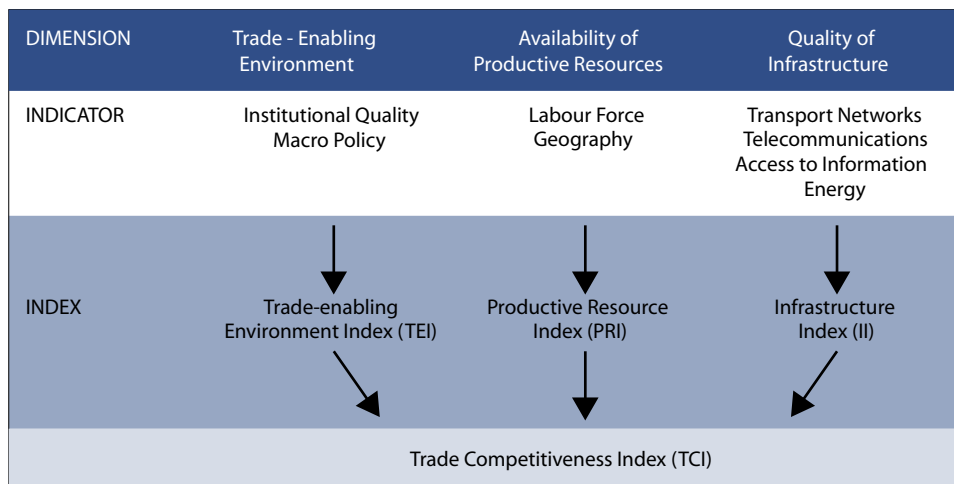 DIMENSION
Trade - Enabling
Environment
Availability of
Productive Resources
Quality of
Infrastructure
INDICATOR
Institutional Quality
Macro Policy
Labour Force
Geography
Transport Networks
Telecommunications
Access to Information
Energy
INDEX
Trade-enabling
Environment Index (TEI)
Productive Resource
Index (PRI)
Infrastructure
Index (II)
Trade Competitiveness Index (TCI)